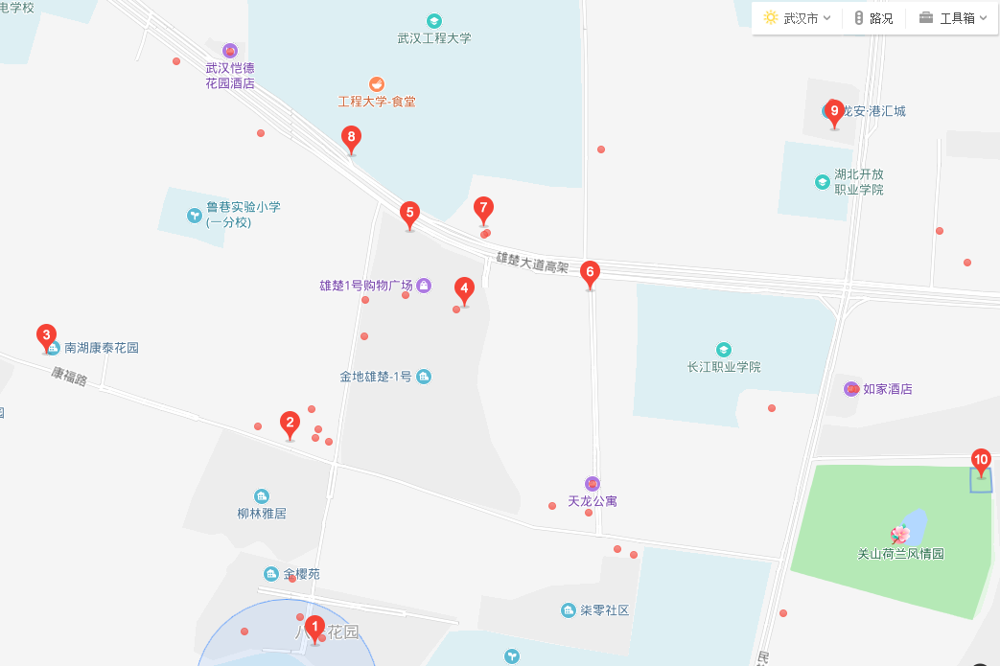 电学校
武汉市
路况
工具箱
武汉工程大学
武汉恺德
花园酒店
工程大学-食堂
8
9
龙安·港汇城
湖北开放
职业学院
鲁巷实验小学
(一分校)
5
7
雄楚大道高架
6
雄楚1号购物广场
4
3
南湖康泰花园
康福路
长江职业学院
金地雄楚-1号
如家酒店
园
2
10
柳林雅居
天龙公寓
关山荷兰风情园
金樱苑
柒零社区
1
八
花园
民